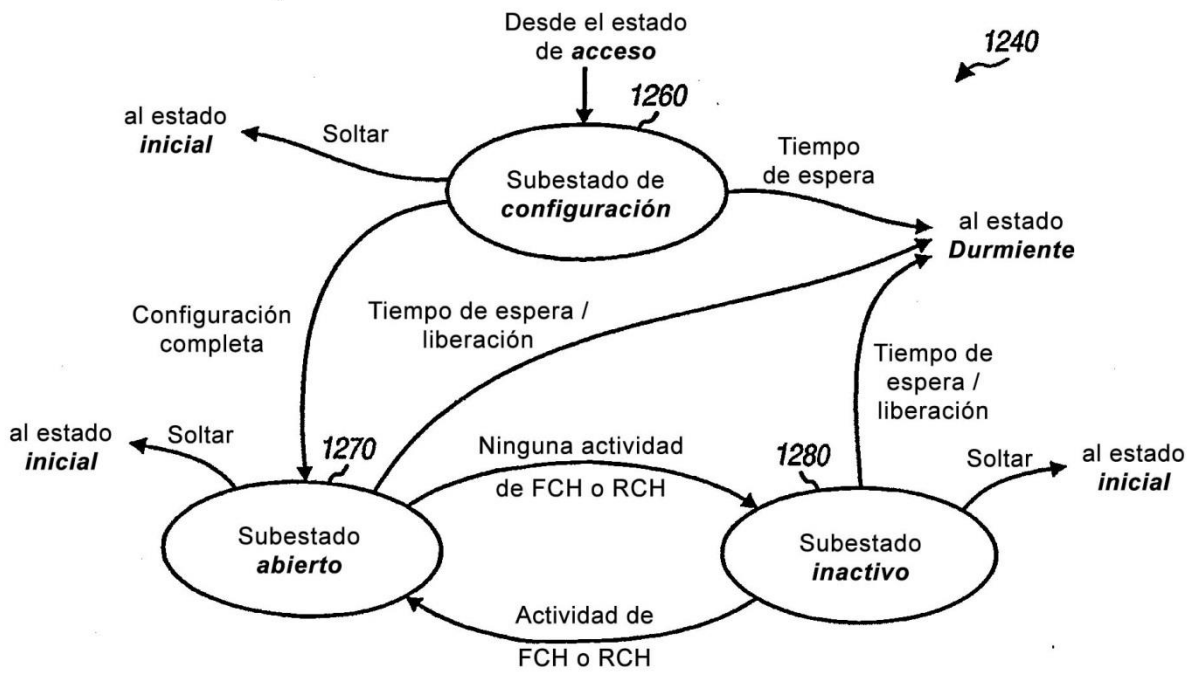 Desde el estado
de acceso
1240
1260
al estado
inicial
Soltar
Tiempo
de espera
Subestado de
configuración
al estado
Durmiente
Configuración
completa
Tiempo de espera /
liberación
Tiempo de
espera /
liberación
al estado
inicial
Soltar
1270
Ninguna actividad
de FCH o RCH
1280
Soltar
al estado
inicial
Subestado
abierto
Subestado
inactivo
Actividad de
FCH o RCH